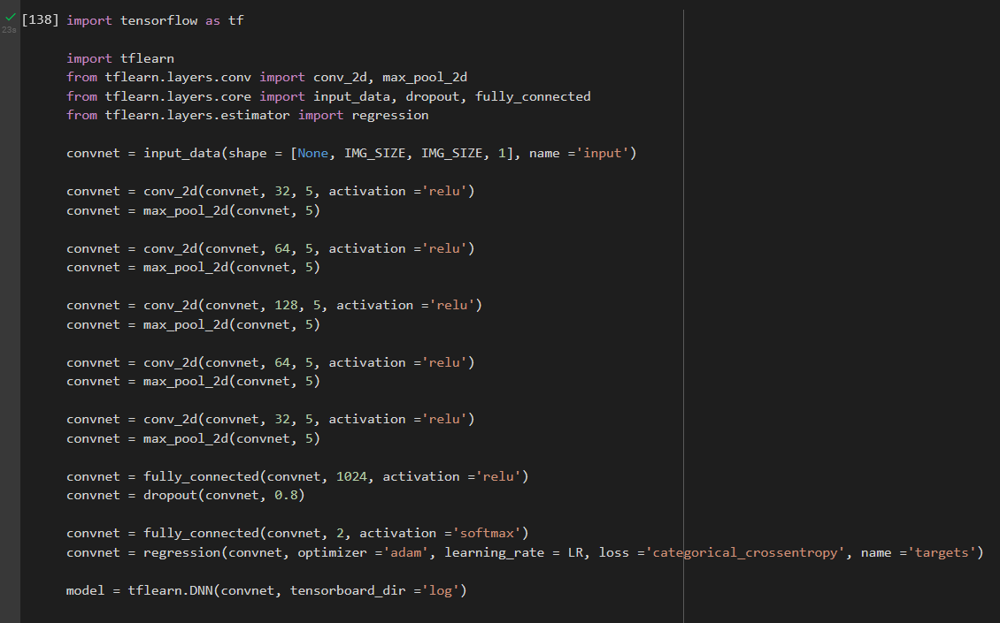 [138] import tensorflow as tf
23s
import tflearn
from tflearn.layers.conv import conv_2d, max_pool_2d
from tflearn.layers.core import input_data, dropout, fully_connected
from tflearn.layers.estimator import regression
convnet = input_data(shape = [None, IMG_SIZE, IMG_SIZE, 1], name ='input')
convnet = conv_2d(convnet, 32, 5, activation ='relu')
convnet = max_pool_2d(convnet, 5)
convnet = conv_2d(convnet, 64, 5, activation ='relu')
convnet = max_pool_2d(convnet, 5)
convnet = conv_2d(convnet, 128, 5, activation ='relu')
convnet = max_pool_2d(convnet, 5)
convnet = conv_2d(convnet, 64, 5, activation ='relu')
convnet = max_pool_2d(convnet, 5)
convnet = conv_2d(convnet, 32, 5, activation ='relu')
convnet = max_pool_2d(convnet, 5)
convnet = fully_connected(convnet, 1024, activation ='relu')
convnet = dropout(convnet, 0.8)
convnet = fully_connected(convnet, 2, activation ='softmax')
convnet = regression(convnet, optimizer ='adam', learning_rate = LR, loss ='categorical_crossentropy', name ='targets')
model = tflearn.DNN(convnet, tensorboard_dir ='log')